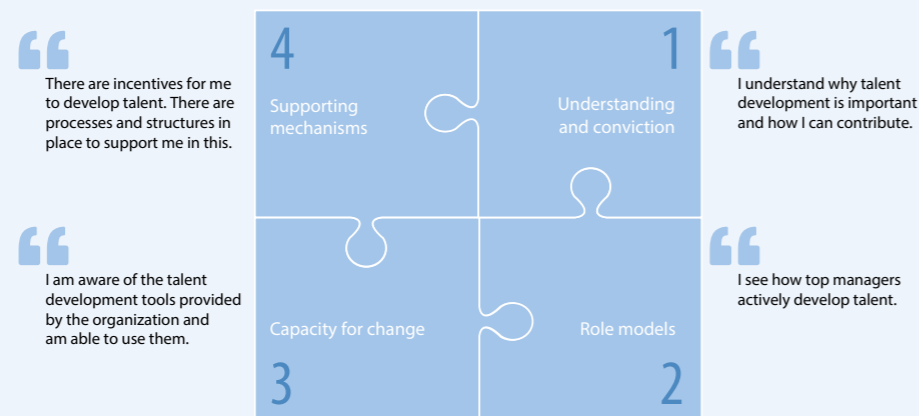 4
Supporting
mechanisms
1
Understanding
and conviction
“
There are incentives for me
to develop talent. There are
processes and structures in
place to support me in this.
“
I understand why talent
development is important
and how I can contribute.
“
I am aware of the talent
development tools provided
by the organization and
am able to use them.
Capacity for change
3
Role models
2
“
I see how top managers
actively develop talent.